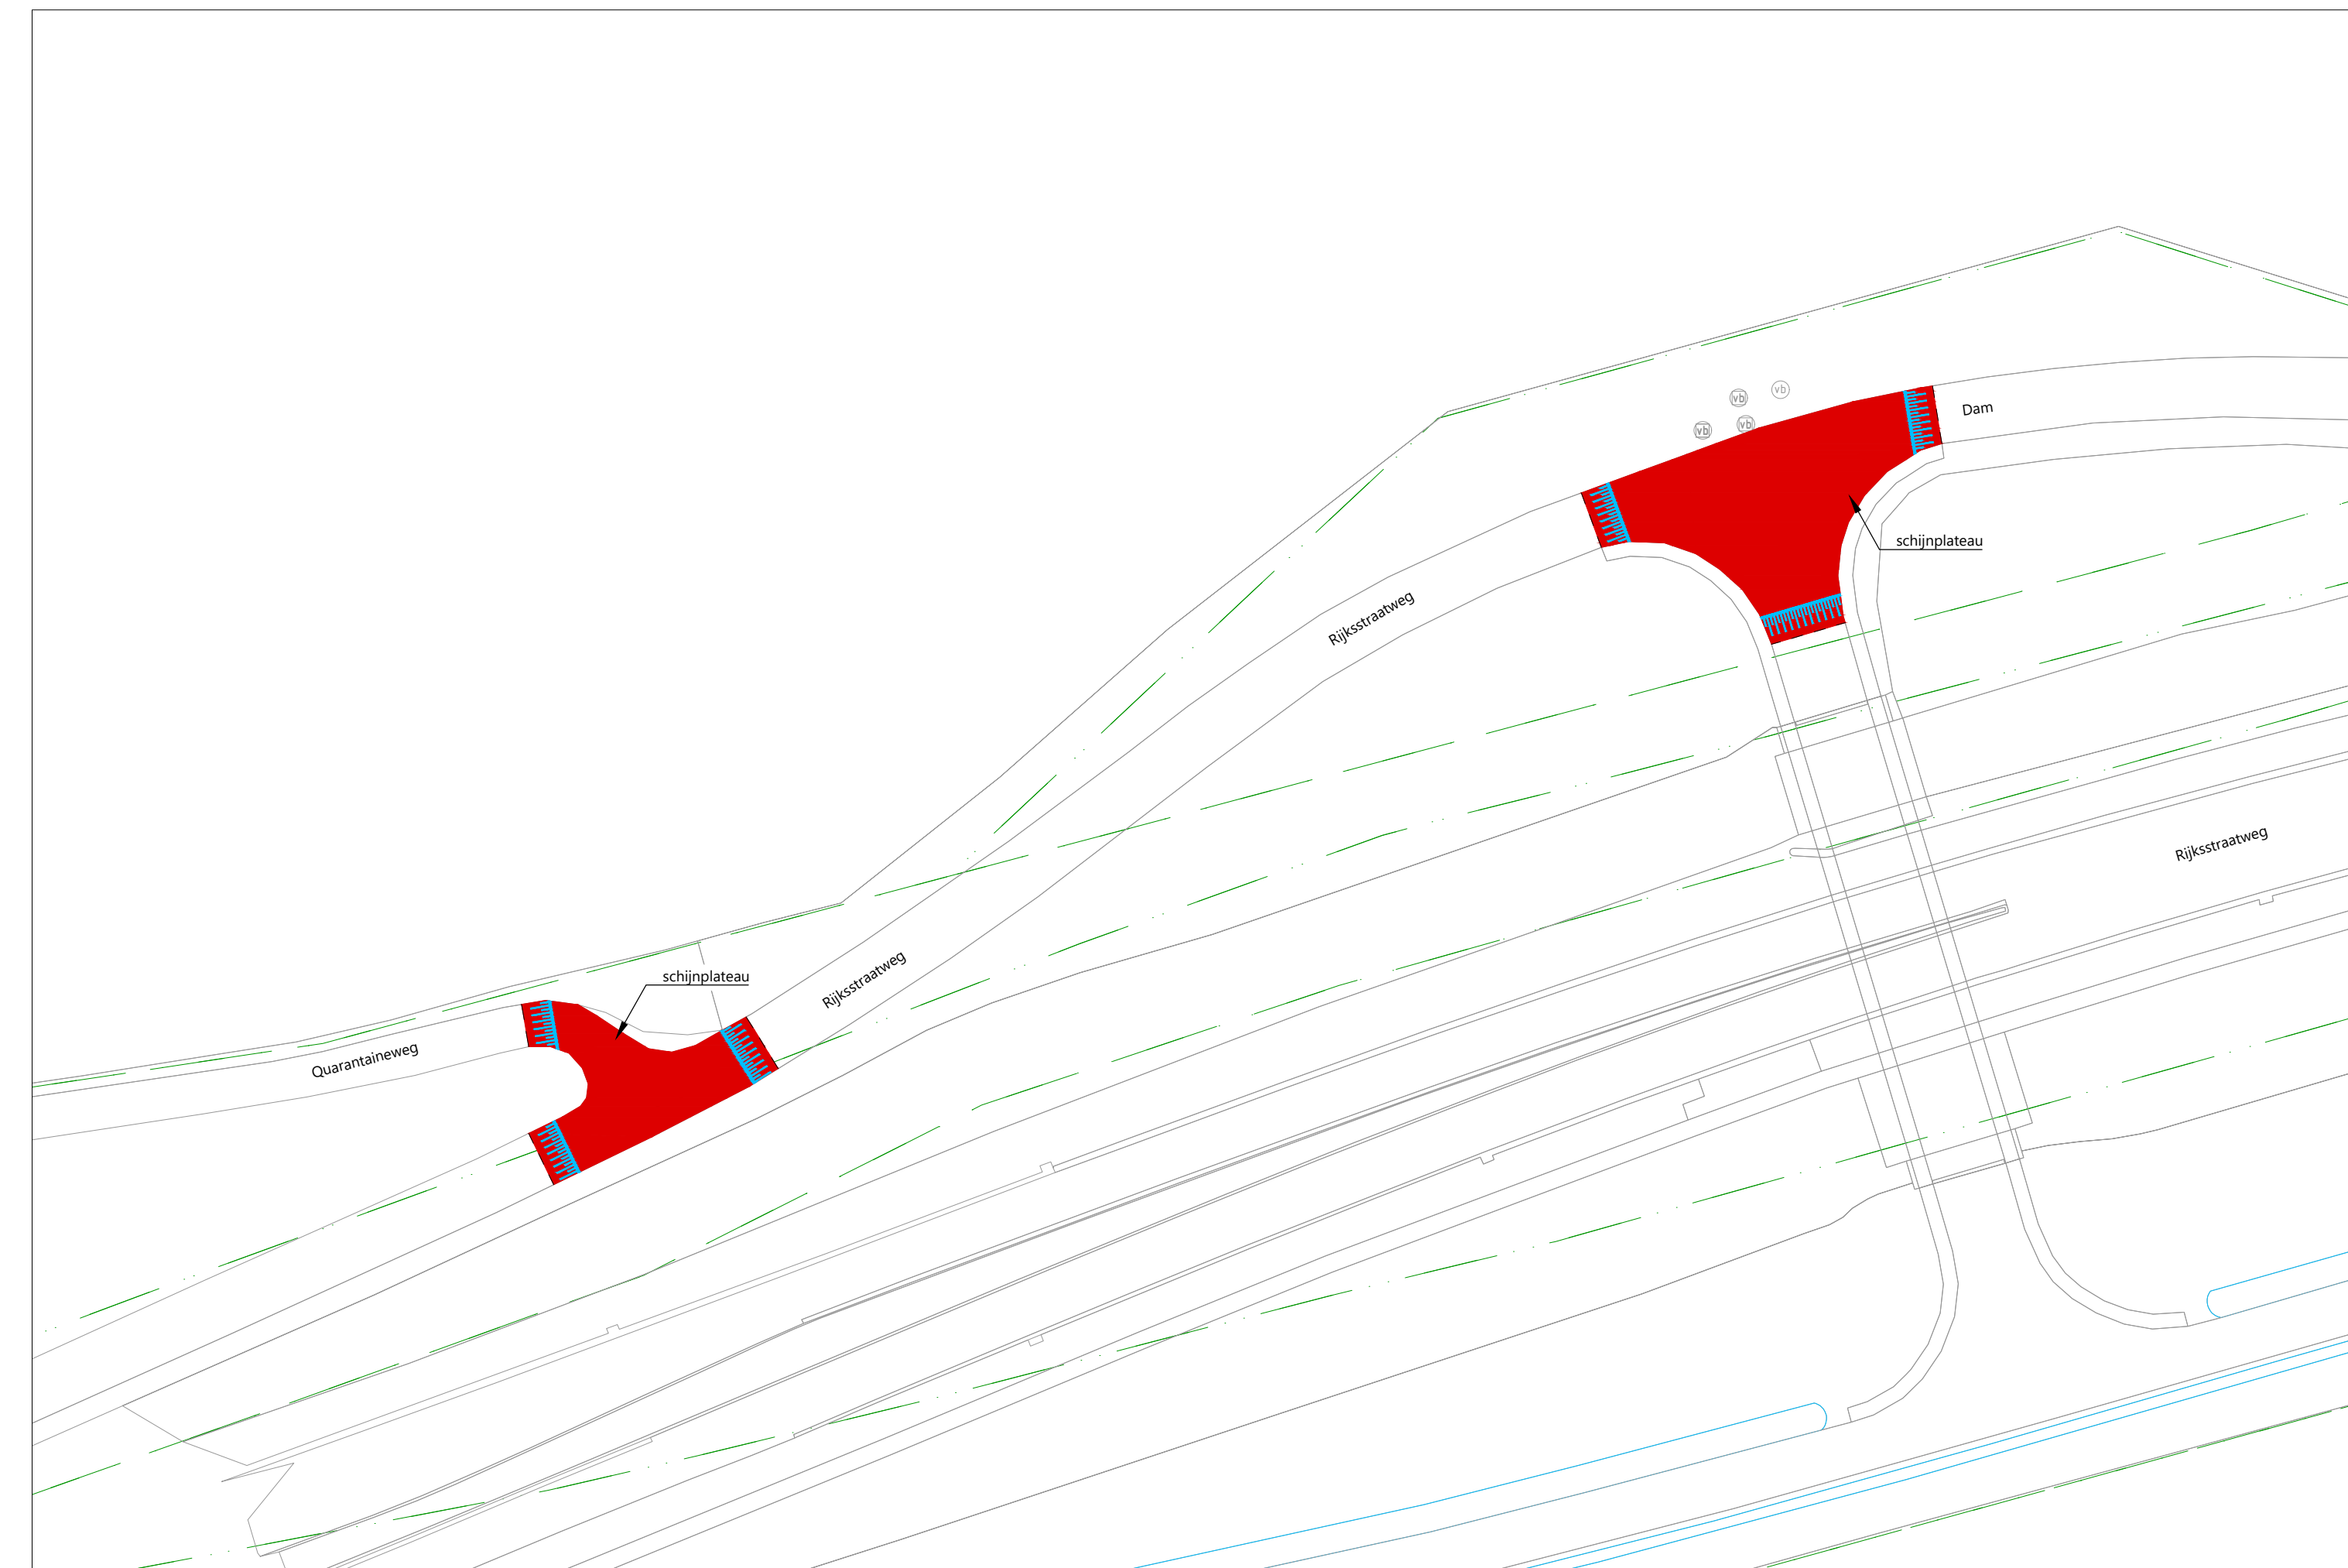 vb
vb
vb
vb
Dam
schijnplateau
Rijksstraatweg
Rijksstraatweg
schijnplateau
Rijksstraatweg
Quarantaineweg